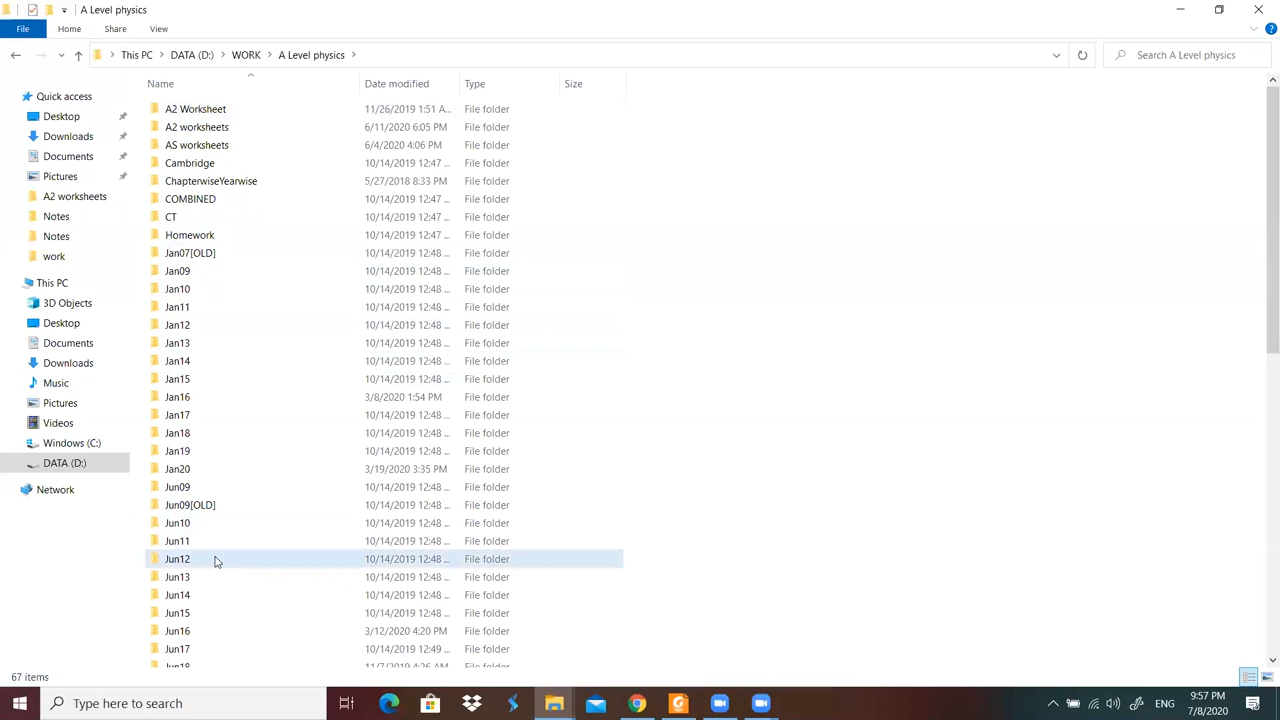 A Level physics
File Home Share View
This PC DATA (D:) WORK A Level physics Search A Level physics
Name Date modified Type Size
Quick access
Desktop
Downloads
Documents
Pictures
A2 worksheets
Notes
Notes
work
This PC
3D Objects
Desktop
Documents
Downloads
Music
Pictures
Videos
Windows (C:)
DATA (D:)
Network
A2 Worksheet 11/26/2019 1:51 A... File folder
A2 worksheets 6/11/2020 6:05 PM File folder
AS worksheets 6/4/2020 4:06 PM File folder
Cambridge 10/14/2019 12:47 ... File folder
ChapterwiseYearwise 5/27/2018 8:33 PM File folder
COMBINED 10/14/2019 12:47 ... File folder
CT 10/14/2019 12:47 ... File folder
Homework 10/14/2019 12:47 ... File folder
Jan07[OLD] 10/14/2019 12:48 ... File folder
Jan09 10/14/2019 12:48 ... File folder
Jan10 10/14/2019 12:48 ... File folder
Jan11 10/14/2019 12:48 ... File folder
Jan12 10/14/2019 12:48 ... File folder
Jan13 10/14/2019 12:48 ... File folder
Jan14 10/14/2019 12:48 ... File folder
Jan15 10/14/2019 12:48 ... File folder
Jan16 3/8/2020 1:54 PM File folder
Jan17 10/14/2019 12:48 ... File folder
Jan18 10/14/2019 12:48 ... File folder
Jan19 10/14/2019 12:48 ... File folder
Jan20 3/19/2020 3:35 PM File folder
Jun09 10/14/2019 12:48 ... File folder
Jun09[OLD] 10/14/2019 12:48 ... File folder
Jun10 10/14/2019 12:48 ... File folder
Jun11 10/14/2019 12:48 ... File folder
Jun12 10/14/2019 12:48 ... File folder
Jun13 10/14/2019 12:48 ... File folder
Jun14 10/14/2019 12:48 ... File folder
Jun15 10/14/2019 12:48 ... File folder
Jun16 3/12/2020 4:20 PM File folder
Jun17 10/14/2019 12:49 ... File folder
Jun18 11/7/2019 4:26 AM File folder
67 items
Type here to search
ENG
9:57 PM
7/8/2020